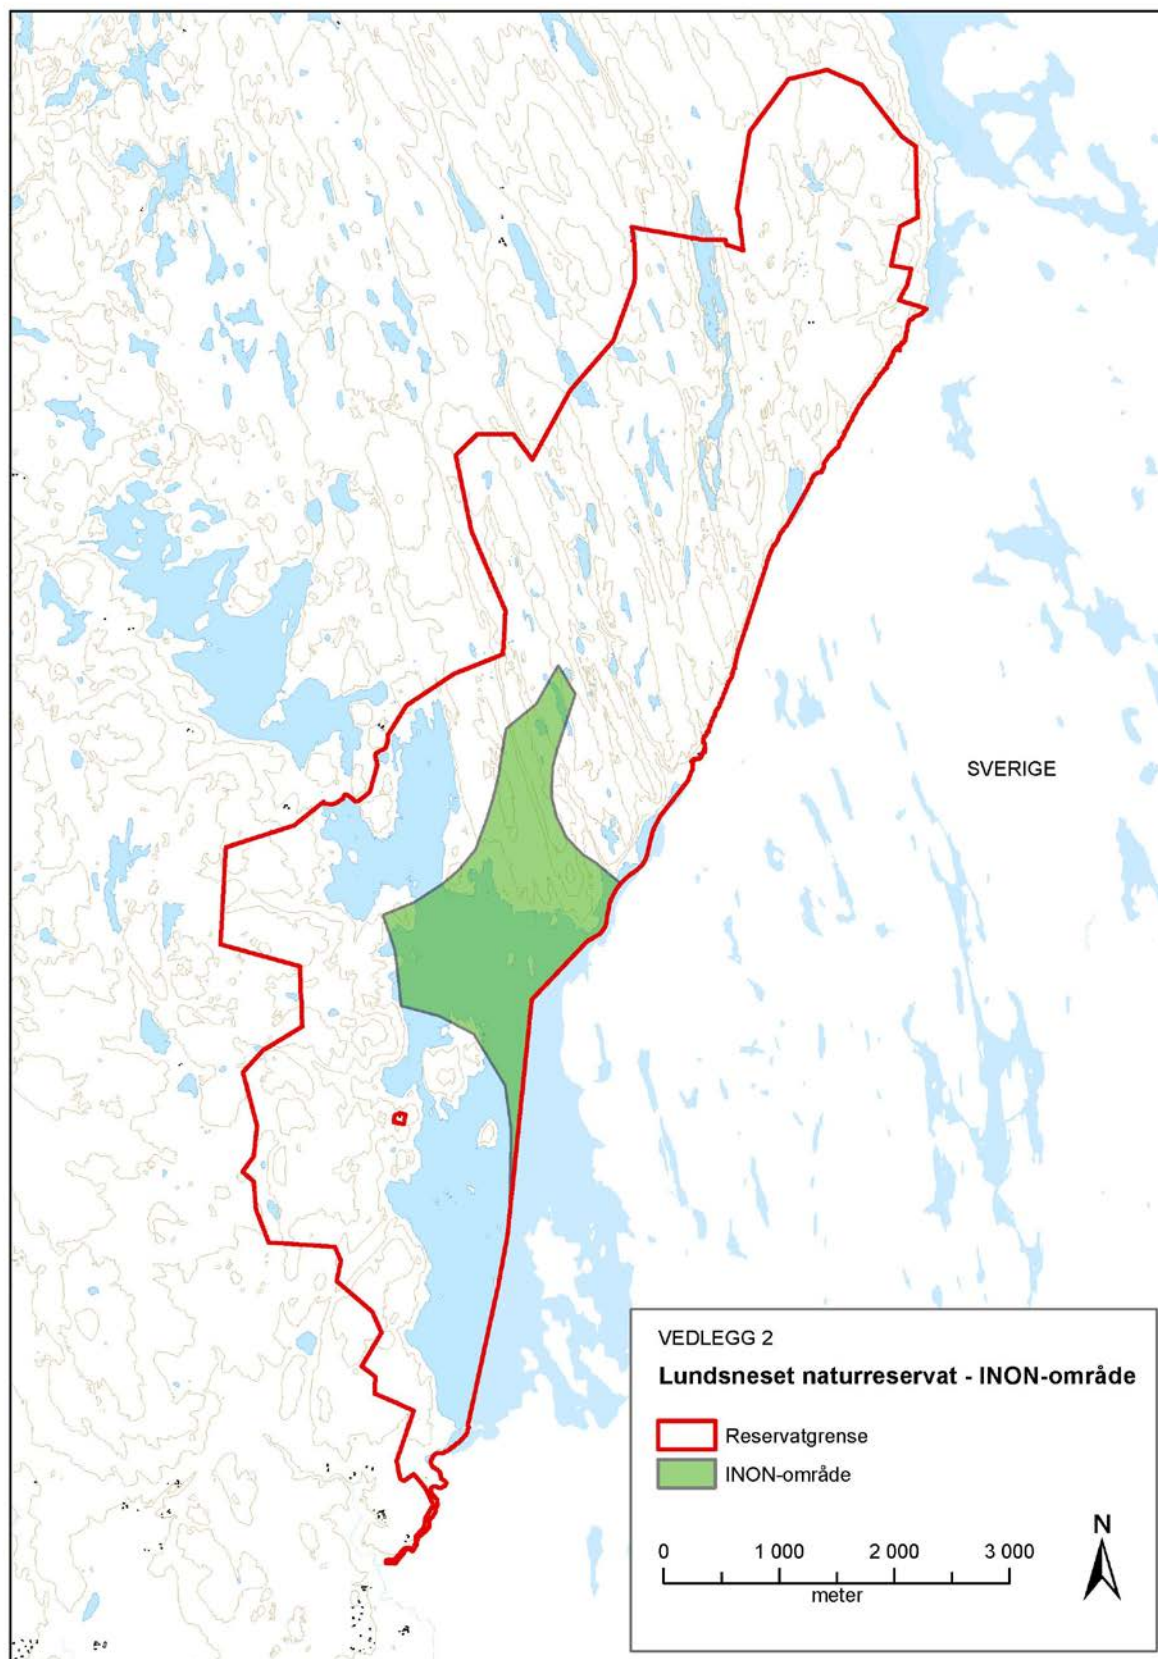 SVERIGE
VEDLEGG 2
Lundsneset naturreservat - INON-område
Reservatgrense
INON-område
N
0 1 000 2 000 3 000
meter